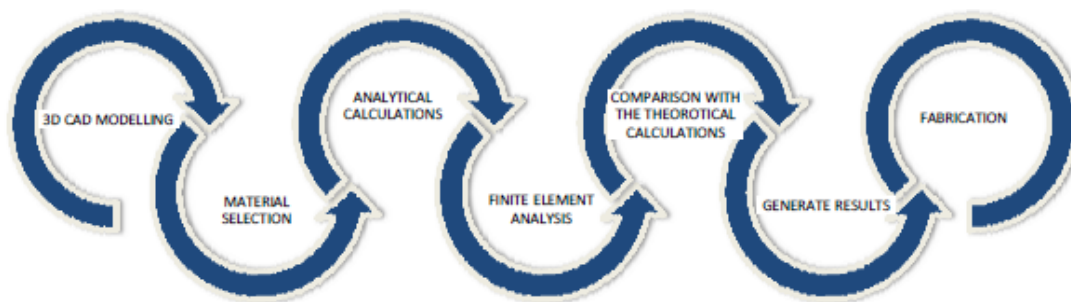 3D CAD MODELLING
MATERIAL
SELECTION
ANALYTICAL
CALCULATIONS
FINITE ELEMENT
ANALYSIS
COMPARISON WITH
THE THEOROTICAL
CALCULATIONS
GENERATE RESULTS
FABRICATION